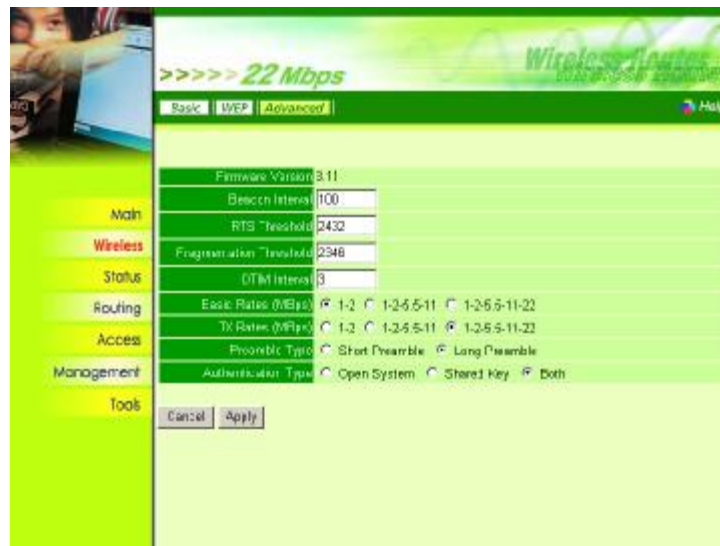 >>>>> 22 Mbps
Wireless Router
Basic WEP Advanced
Firmware Version 3.11
Beacon Interval 100
RTS Threshold 2432
Fragmentation Threshold 2346
DTIM Interval 3
Basic Rates (MBps) 1-2 1-2-5.5-11 1-2-5.5-11-22
TX Rates (MBps) 1-2 1-2-5.5-11 1-2-5.5-11-22
Preamble Type Short Preamble Long Preamble
Authentication Type Open System Shared Key Both
Cancel Apply
Main
Wireless
Status
Routing
Access
Management
Tools